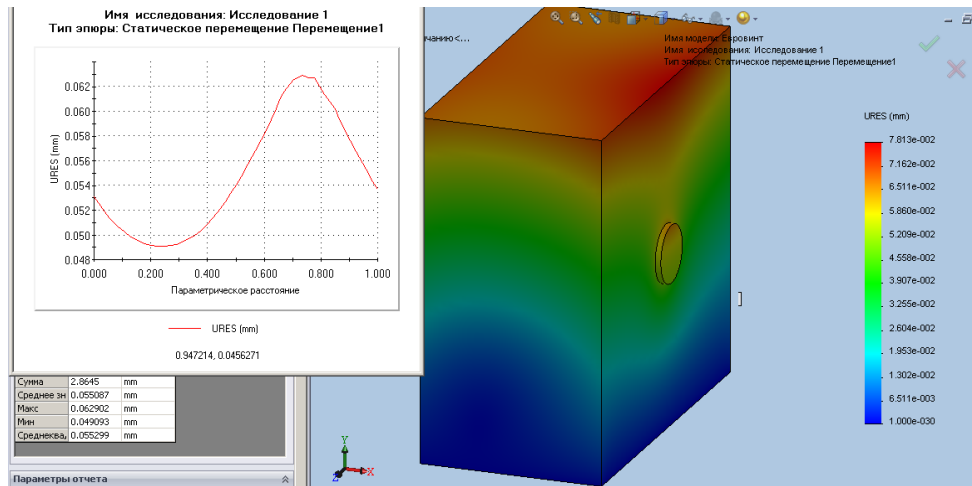 Имя исследования: Исследование 1
Тип эпюры: Статическое перемещение Перемещение1
0.062
0.060
0.058
0.056
0.054
0.052
0.050
0.048
URES (mm)
0.000 0.200 0.400 0.600 0.800 1.000
Параметрическое расстояние
URES (mm)
0.947214, 0.0456271
Сумма 2.8645 mm
Среднее зн 0.055087 mm
Макс 0.062902 mm
Мин 0.049093 mm
Среднеква, 0.055299 mm
Параметры отчета
чанию<...
Имя модели: Евровинт
Имя исследования: Исследование 1
Тип эпюры: Статическое перемещение Перемещение1
URES (mm)
7.813e-002
7.162e-002
6.511e-002
5.860e-002
5.209e-002
4.558e-002
3.907e-002
3.255e-002
2.604e-002
1.953e-002
1.302e-002
6.511e-003
1.000e-030
Y
X
Z